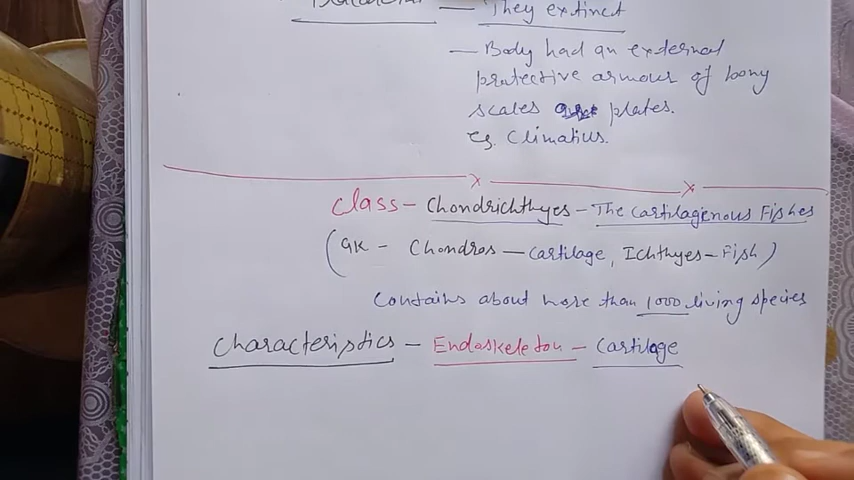 — They extinct
— Body had an external
protective armour of bony
scales plates.
eg. Climatius.
Class - Chondrichthyes - The Cartilagenous Fishes
(GK - Chondros — Cartilage, Ichthyes - Fish)
Contains about more than 1000 living species
Characteristics - Endoskeleton - Cartilage